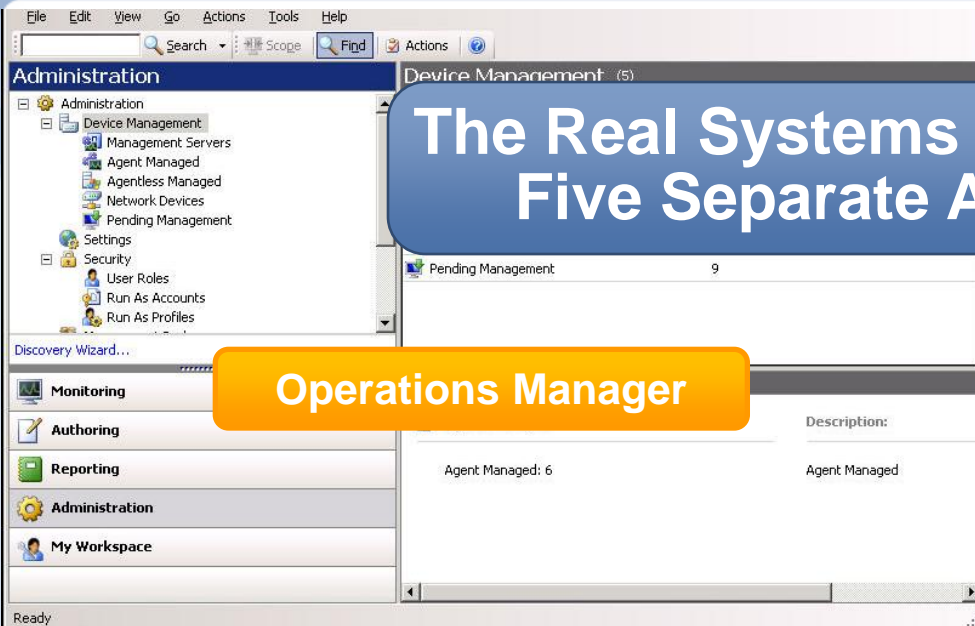 File Edit View Go Actions Tools Help
Search Scope Find Actions
Administration
Device Management (5)
Administration
Device Management
Management Servers
Agent Managed
Agentless Managed
Network Devices
Pending Management
Settings
Security
User Roles
Run As Accounts
Run As Profiles
The Real Systems
Five Separate A
Pending Management 9
Discovery Wizard...
Operations Manager
Monitoring
Authoring
Reporting
Administration
My Workspace
Description:
Agent Managed: 6 Agent Managed
Ready